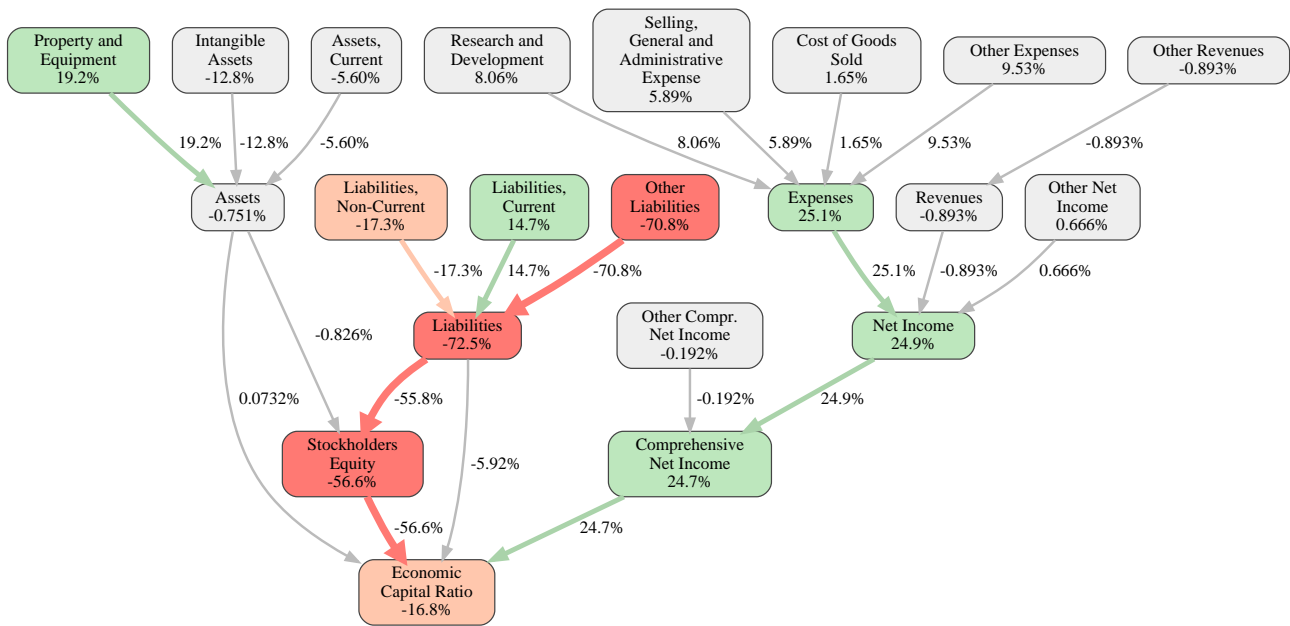 Property and
Equipment
19.2%
Intangible
Assets
-12.8%
Assets,
Current
-5.60%
Research and
Development
8.06%
Selling,
General and
Administrative
Expense
5.89%
Cost of Goods
Sold
1.65%
Other Expenses
9.53%
Other Revenues
-0.893%
19.2%
-12.8%
-5.60%
8.06%
5.89%
1.65%
9.53%
-0.893%
Assets
-0.751%
Liabilities,
Non-Current
-17.3%
Liabilities,
Current
14.7%
Other
Liabilities
-70.8%
Expenses
25.1%
Revenues
-0.893%
Other Net
Income
0.666%
-17.3%
14.7%
-70.8%
25.1%
-0.893%
0.666%
-0.826%
Liabilities
-72.5%
Other Compr.
Net Income
-0.192%
Net Income
24.9%
0.0732%
-55.8%
-0.192%
24.9%
Stockholders
Equity
-56.6%
-5.92%
Comprehensive
Net Income
24.7%
-56.6%
24.7%
Economic
Capital Ratio
-16.8%